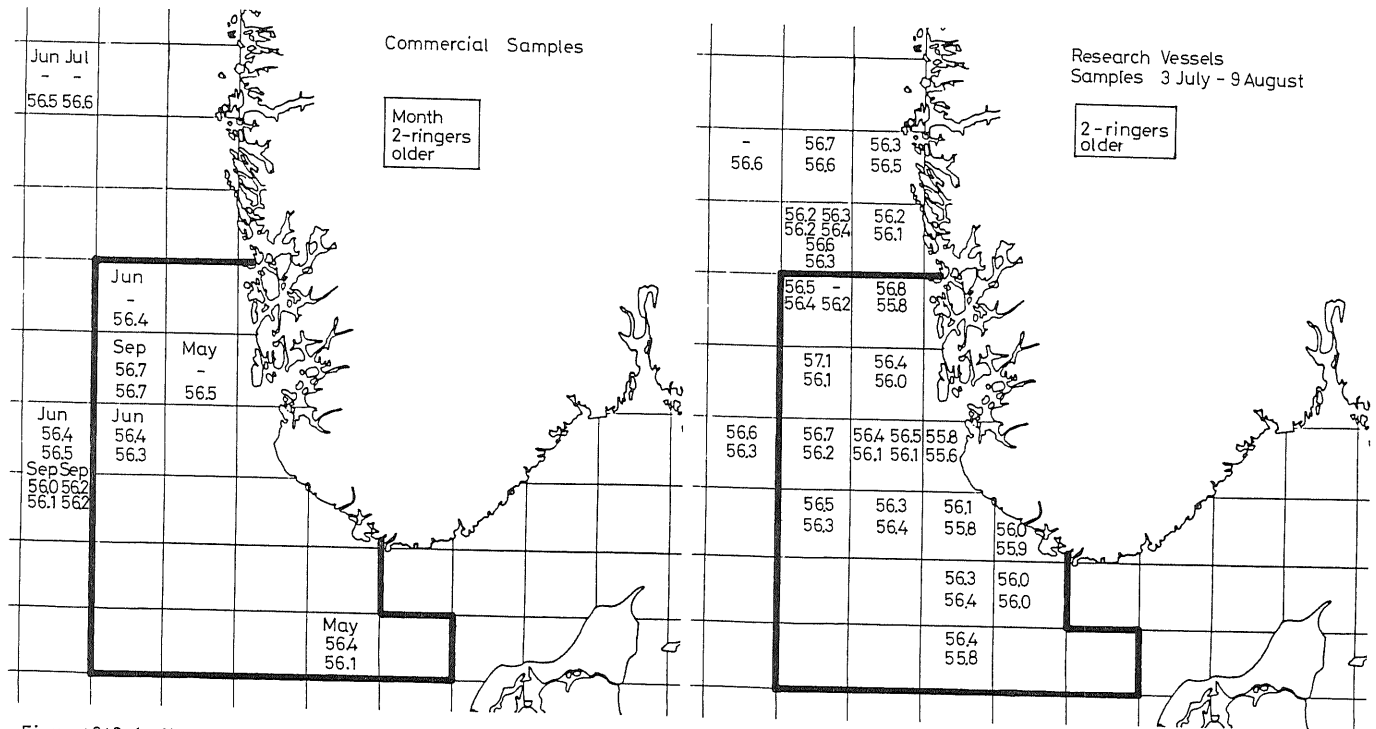 Commercial Samples
Month
2-ringers
older
Jun Jul
- -
56.5 56.6
Jun
-
56.4
Sep May
56.7 -
56.7 56.5
Jun Jun
56.4 56.4
56.5 56.3
Sep Sep
56.0 56.2
56.1 56.2
May
56.4
56.1
Research Vessels
Samples 3 July - 9 August
2-ringers
older
- 56.7 56.3
56.6 56.6 56.5
56.2 56.3 56.2
56.2 56.4 56.1
56.6
56.3
56.5 - 56.8
56.4 56.2 55.8
57.1 56.4
56.1 56.0
56.6 56.7 56.4 56.5 55.8
56.3 56.2 56.1 56.1 55.6
56.5 56.3 56.1
56.3 56.4 55.8 56.0
55.9
56.3 56.0
56.4 56.0
56.4
55.8